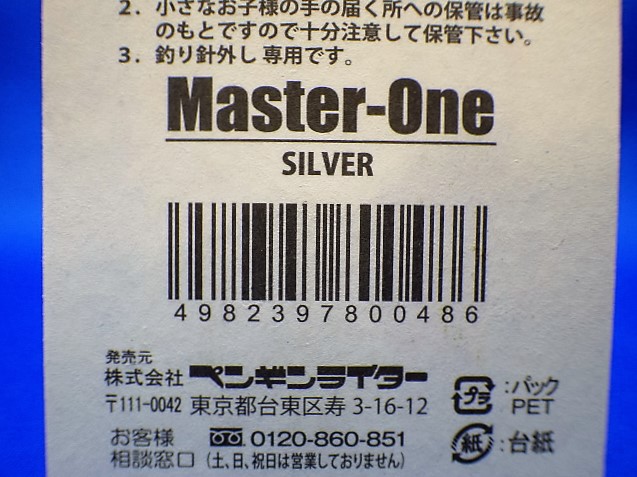 2. 小さなお子様の手の届く所への保管は事故
のもとですので十分注意して保管下さい。
3. 釣り針外し 専用です。
Master-One
SILVER
4982397800486
発売元
株式会社 ペンギンライター
〒111-0042 東京都台東区寿 3-16-12
お客様
相談窓口
0120-860-851
(土、日、祝日は営業しておりません)
プラ :パック
PET
紙 :台紙